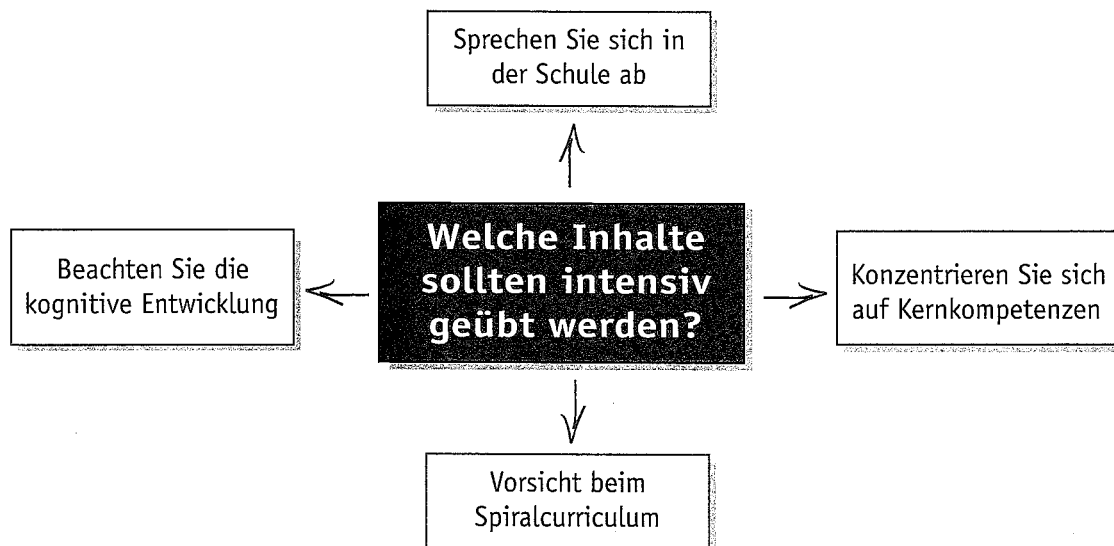 Sprechen Sie sich in
der Schule ab
Beachten Sie die
kognitive Entwicklung
Welche Inhalte
sollten intensiv
geübt werden?
Konzentrieren Sie sich
auf Kernkompetenzen
Vorsicht beim
Spiralcurriculum